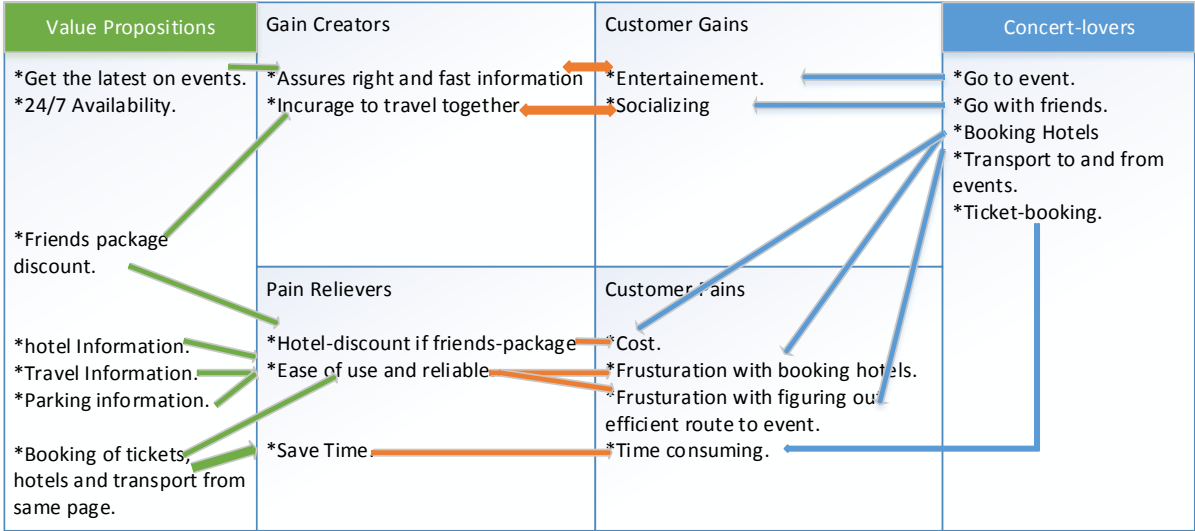 Value Propositions
*Get the latest on events.
*24/7 Availability.
*Friends package
discount.
*hotel Information.
*Travel Information.
*Parking information.
*Booking of tickets,
hotels and transport from
same page.
Gain Creators
*Assures right and fast information
*Incurage to travel together
Pain Relievers
*Hotel-discount if friends-package
*Ease of use and reliable
*Save Time.
Customer Gains
*Entertainement.
*Socializing
Customer Pains
*Cost.
*Frusturation with booking hotels.
*Frusturation with figuring out
efficient route to event.
*Time consuming.
Concert-lovers
*Go to event.
*Go with friends.
*Booking Hotels
*Transport to and from
events.
*Ticket-booking.